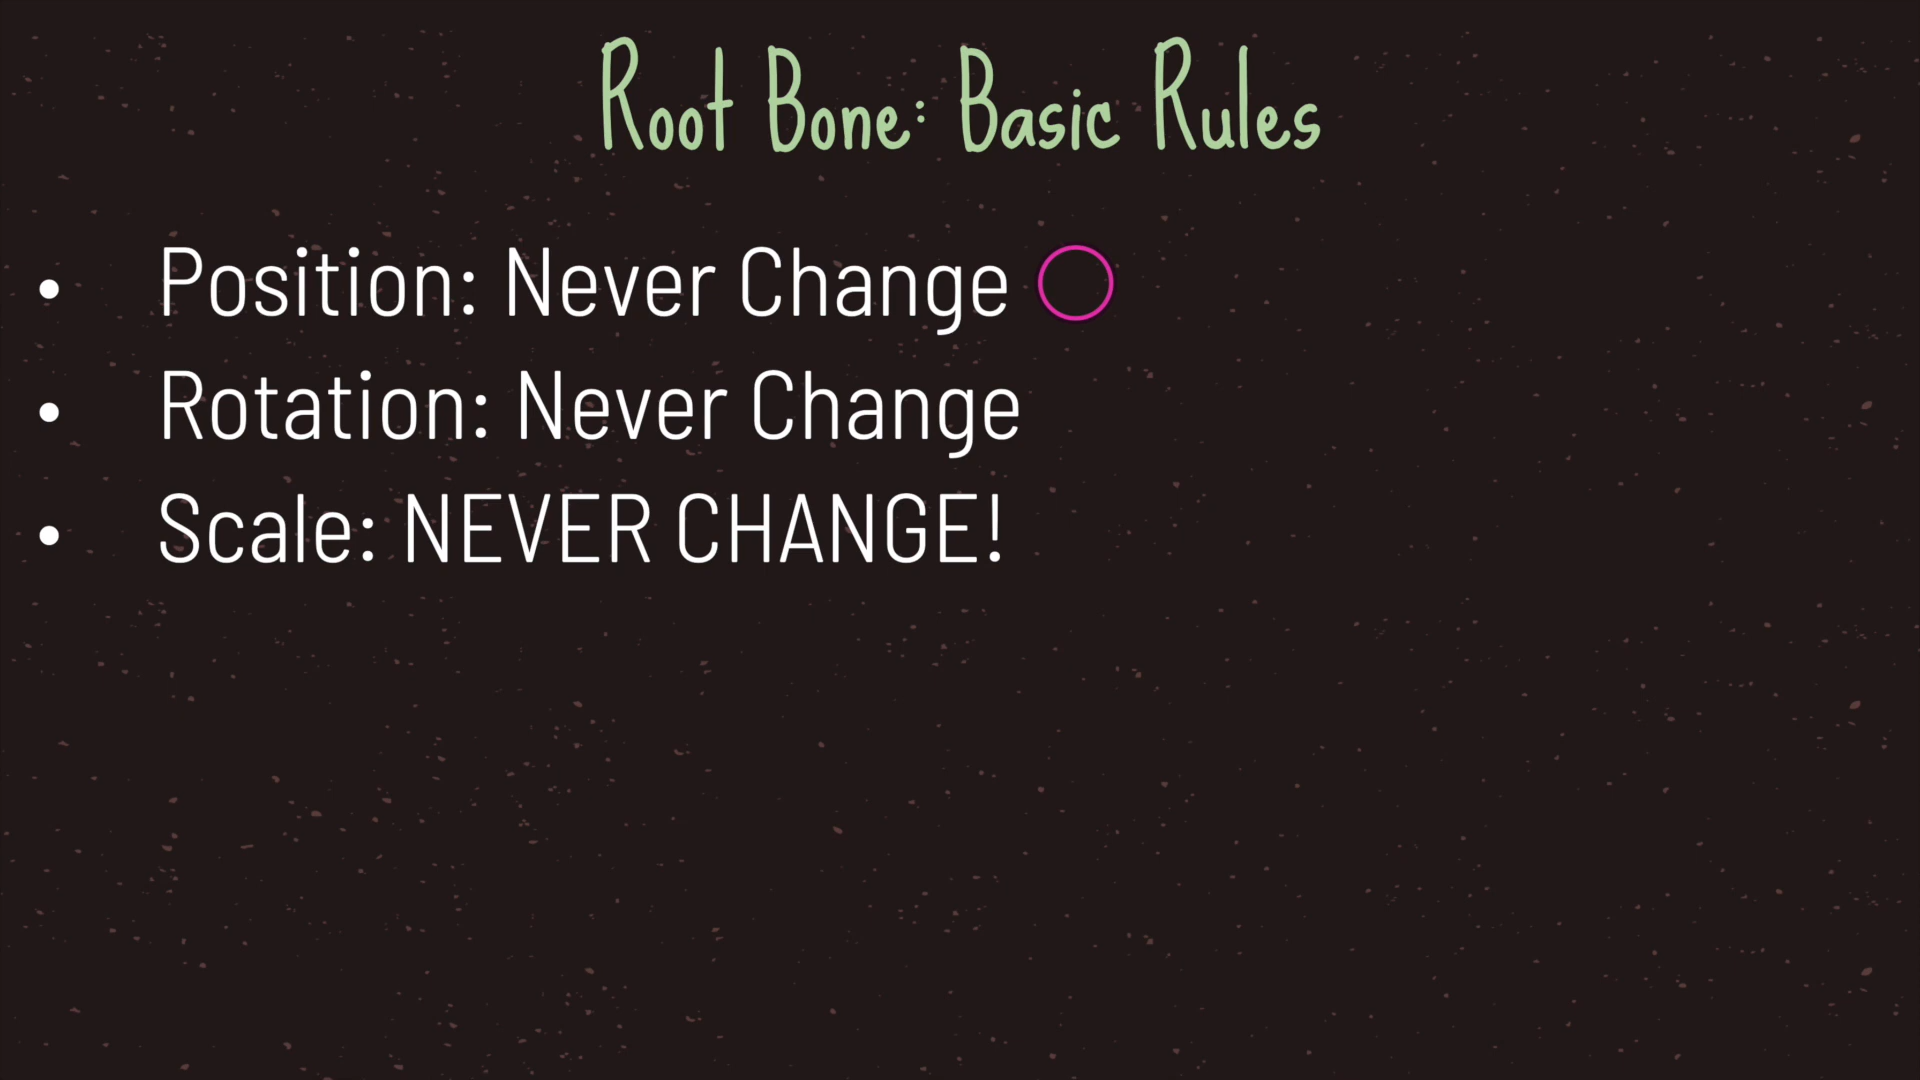 Root Bone: Basic Rules
• Position: Never Change
• Rotation: Never Change
• Scale: NEVER CHANGE!